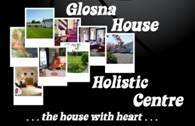 Glosna
House
Holistic
Centre
. . . the house with heart . . .